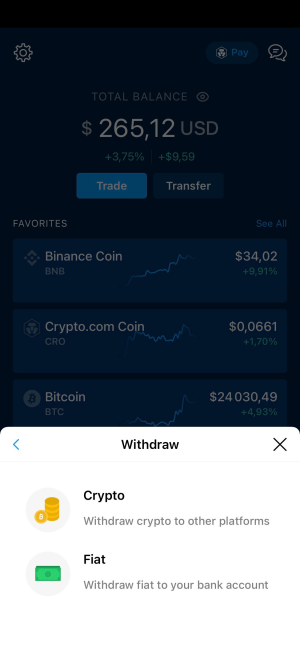 Pay
TOTAL BALANCE
$ 265,12 USD
+3,75% +$9,59
Trade Transfer
FAVORITES See All
Binance Coin $34,02
BNB +9,91%
Crypto.com Coin $0,0661
CRO +1,70%
Bitcoin $24 030,49
BTC +4,93%
Withdraw
Crypto
Withdraw crypto to other platforms
Fiat
Withdraw fiat to your bank account